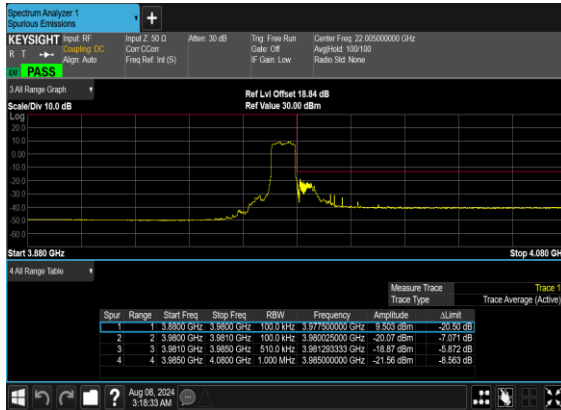 Spectrum Analyzer 1
Spurious Emissions
KEYSIGHT Input: RF Input Z: 50 Ω Atten: 30 dB Trig: Free Run Center Freq: 22.005000000 GHz
R T Coupling: DC Corr CCorr Gate: Off Avg|Hold: 100/100
Align: Auto Freq Ref: Int (S) IF Gain: Low Radio Std: None
LV PASS
3 All Range Graph Ref Lvl Offset 18.84 dB
Scale/Div 10.0 dB Ref Value 30.00 dBm
Log
20.0
10.0
0.00
-10.0
-20.0
-30.0
-40.0
-50.0
-60.0
Start 3.880 GHz Stop 4.080 GH
4 All Range Table
Measure Trace Trace 1
Trace Type Trace Average (Active)
Spur Range Start Freq Stop Freq RBW Frequency Amplitude ΔLimit
1 1 3.8800 GHz 3.9800 GHz 100.0 kHz 3.977500000 GHz 9.503 dBm -20.50 dB
2 2 3.9800 GHz 3.9810 GHz 100.0 kHz 3.980025000 GHz -20.07 dBm -7.071 dB
3 3 3.9810 GHz 3.9850 GHz 510.0 kHz 3.981293333 GHz -18.87 dBm -5.872 dB
4 4 3.9850 GHz 4.0800 GHz 1.000 MHz 3.985000000 GHz -21.56 dBm -8.563 dB
Aug 08, 2024
3:18:33 AM